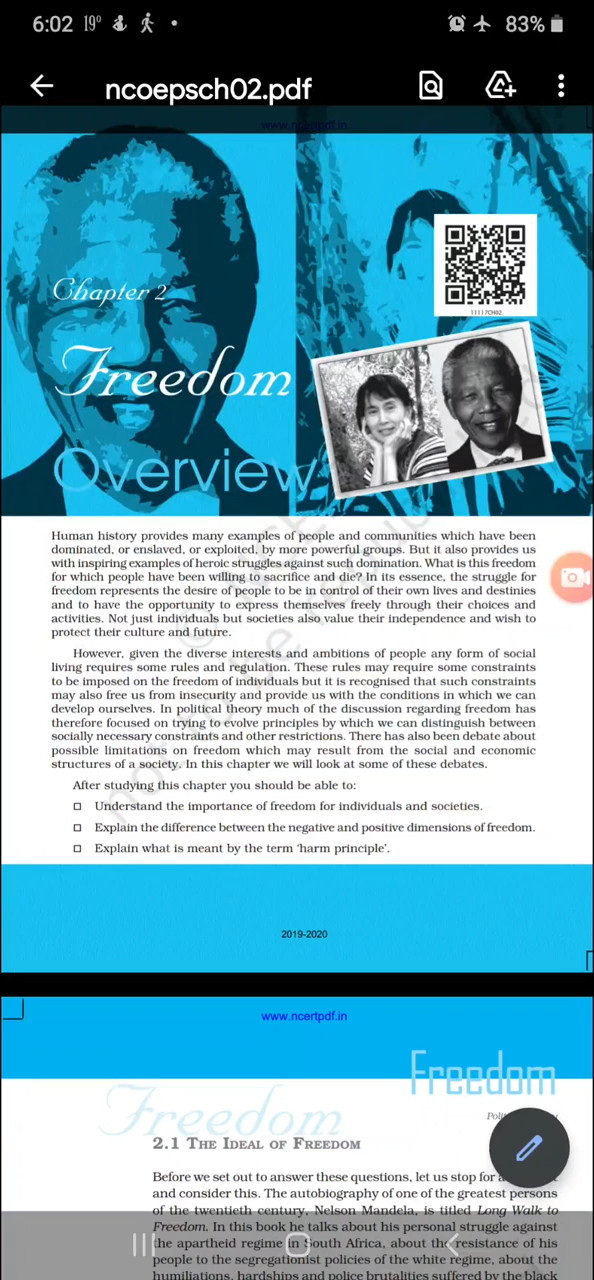 6:02 19°
83%
ncoepsch02.pdf
www.ncertpdf.in
Chapter 2
11117CH02
Freedom
Overview
Human history provides many examples of people and communities which have been
dominated, or enslaved, or exploited, by more powerful groups. But it also provides us
with inspiring examples of heroic struggles against such domination. What is this freedom
for which people have been willing to sacrifice and die? In its essence, the struggle for
freedom represents the desire of people to be in control of their own lives and destinies
and to have the opportunity to express themselves freely through their choices and
activities. Not just individuals but societies also value their independence and wish to
protect their culture and future.
However, given the diverse interests and ambitions of people any form of social
living requires some rules and regulation. These rules may require some constraints
to be imposed on the freedom of individuals but it is recognised that such constraints
may also free us from insecurity and provide us with the conditions in which we can
develop ourselves. In political theory much of the discussion regarding freedom has
therefore focused on trying to evolve principles by which we can distinguish between
socially necessary constraints and other restrictions. There has also been debate about
possible limitations on freedom which may result from the social and economic
structures of a society. In this chapter we will look at some of these debates.
After studying this chapter you should be able to:
Understand the importance of freedom for individuals and societies.
Explain the difference between the negative and positive dimensions of freedom.
Explain what is meant by the term ‘harm principle’.
2019-2020
www.ncertpdf.in
Freedom
Freedom
2.1 THE IDEAL OF FREEDOM
Before we set out to answer these questions, let us stop for a
and consider this. The autobiography of one of the greatest persons
of the twentieth century, Nelson Mandela, is titled Long Walk to
Freedom. In this book he talks about his personal struggle against
the apartheid regime in South Africa, about the resistance of his
people to the segregationist policies of the white regime, about the
humiliations, hardships and police brutalities suffered by the black